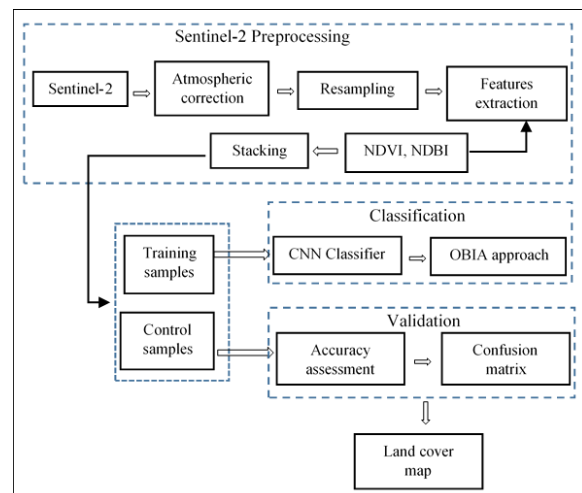 Sentinel-2 Preprocessing
Sentinel-2
Atmospheric
correction
Resampling
Features
extraction
Stacking
NDVI, NDBI
Classification
Training
samples
CNN Classifier
OBIA approach
Control
samples
Validation
Accuracy
assessment
Confusion
matrix
Land cover
map